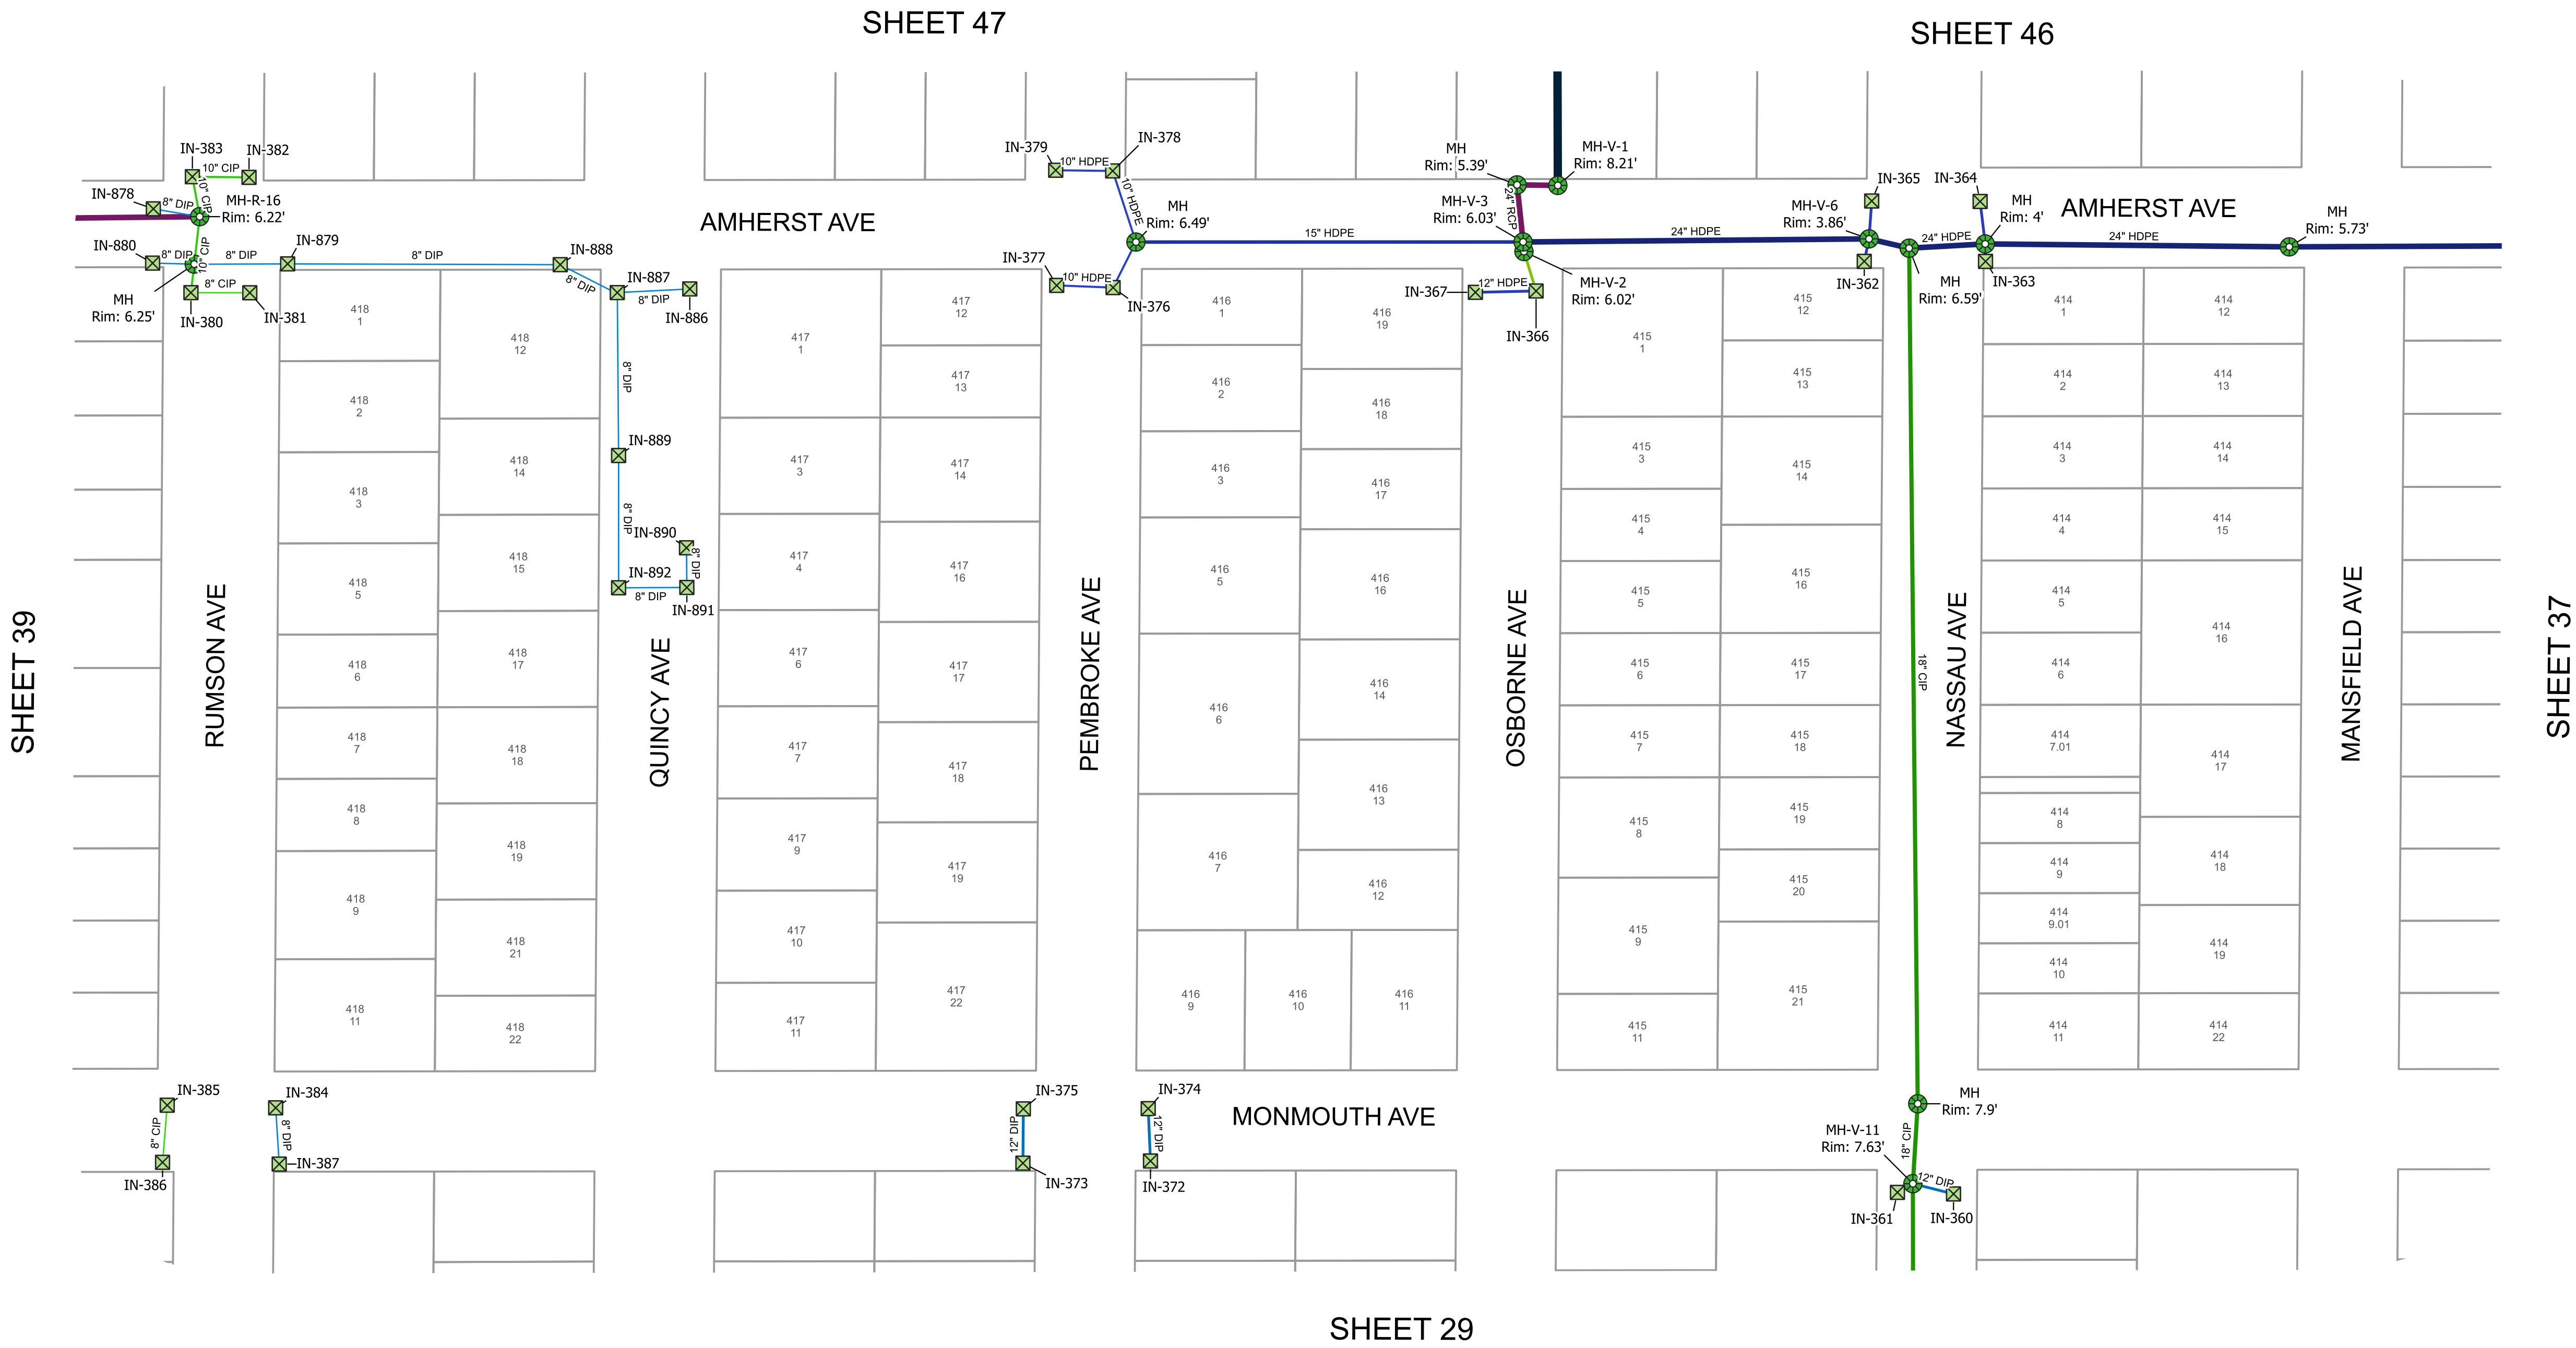 SHEET 47
SHEET 46
IN-383
10" CIP
IN-382
10" CIP
IN-878
8" DIP
MH-R-16
Rim: 6.22'
IN-880
8" DIP
10" CIP
8" DIP
IN-879
8" DIP
IN-888
8" DIP
IN-887
8" DIP
IN-886
8" CIP
MH
Rim: 6.25'
IN-380
IN-381
AMHERST AVE
IN-379
10" HDPE
IN-378
10" HDPE
MH
Rim: 6.49'
IN-377
10" HDPE
IN-376
15" HDPE
MH
Rim: 5.39'
MH-V-1
Rim: 8.21'
24" RCP
MH-V-3
Rim: 6.03'
24" HDPE
IN-367
12" HDPE
MH-V-2
Rim: 6.02'
IN-366
IN-365
MH-V-6
Rim: 3.86'
IN-362
IN-364
MH
Rim: 4'
24" HDPE
MH
Rim: 6.59'
IN-363
AMHERST AVE
24" HDPE
MH
Rim: 5.73'
8" DIP
IN-889
8" DIP
IN-890
8" DIP
IN-892
8" DIP
IN-891
SHEET 39
RUMSON AVE
QUINCY AVE
PEMBROKE AVE
OSBORNE AVE
18" CIP
NASSAU AVE
MANSFIELD AVE
SHEET 37
418
1
418
2
418
3
418
5
418
6
418
7
418
8
418
9
418
11
418
12
418
14
418
15
418
17
418
18
418
19
418
21
418
22
417
1
417
3
417
4
417
6
417
7
417
9
417
10
417
11
417
12
417
13
417
14
417
16
417
17
417
18
417
19
417
22
416
1
416
2
416
3
416
5
416
6
416
7
416
9
416
10
416
11
416
19
416
18
416
17
416
16
416
14
416
13
416
12
415
1
415
3
415
4
415
5
415
6
415
7
415
8
415
9
415
11
415
12
415
13
415
14
415
16
415
17
415
18
415
19
415
20
415
21
414
1
414
2
414
3
414
4
414
5
414
6
414
7.01
414
8
414
9
414
9.01
414
10
414
11
414
12
414
13
414
14
414
15
414
16
414
17
414
18
414
19
414
22
IN-385
8" CIP
IN-386
IN-384
8" DIP
IN-387
IN-375
12" DIP
IN-373
IN-374
12" DIP
IN-372
MONMOUTH AVE
MH
Rim: 7.9'
MH-V-11
Rim: 7.63'
18" CIP
12" DIP
IN-361
IN-360
SHEET 29